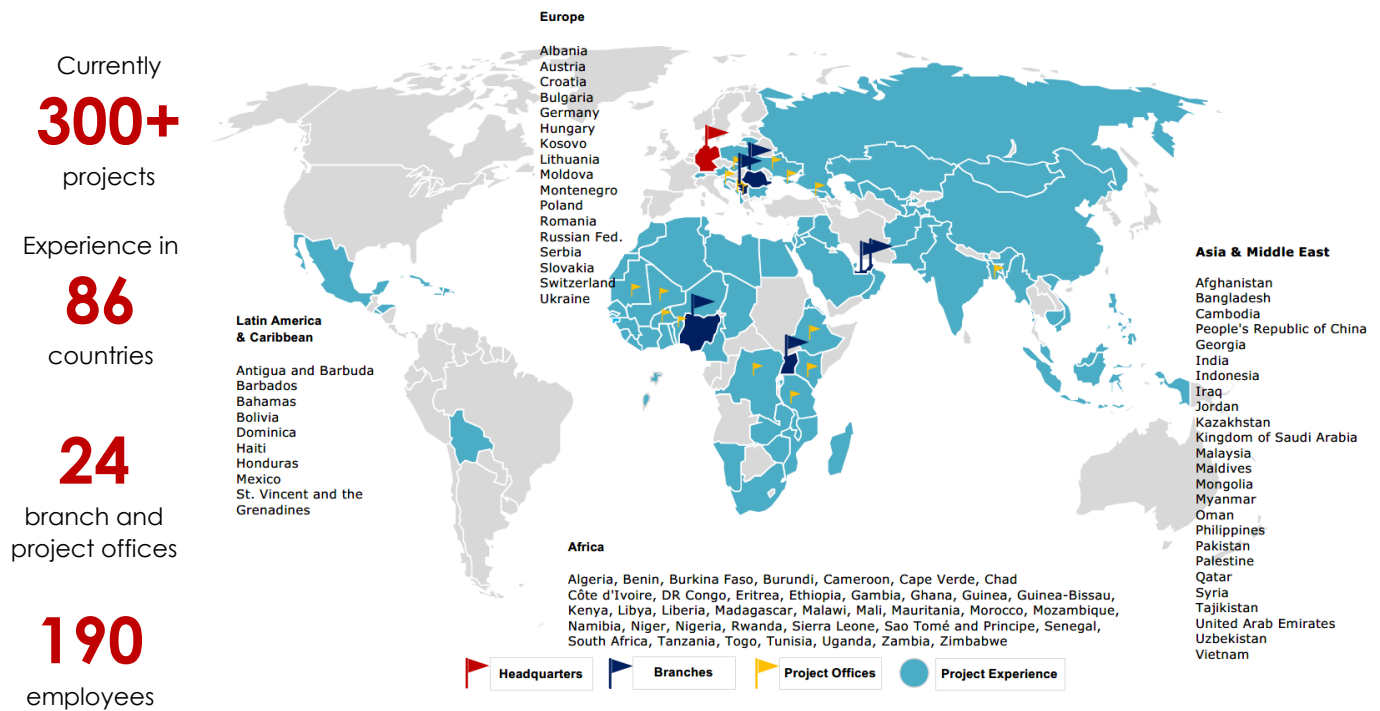 Currently
300+
projects
Experience in
86
countries
24
branch and
project offices
190
employees
Europe
Albania
Austria
Croatia
Bulgaria
Germany
Hungary
Kosovo
Lithuania
Moldova
Montenegro
Poland
Romania
Russian Fed.
Serbia
Slovakia
Switzerland
Ukraine
Latin America
& Caribbean
Antigua and Barbuda
Barbados
Bahamas
Bolivia
Dominica
Haiti
Honduras
Mexico
St. Vincent and the
Grenadines
Africa
Algeria, Benin, Burkina Faso, Burundi, Cameroon, Cape Verde, Chad
Côte d'Ivoire, DR Congo, Eritrea, Ethiopia, Gambia, Ghana, Guinea, Guinea-Bissau,
Kenya, Libya, Liberia, Madagascar, Malawi, Mali, Mauritania, Morocco, Mozambique,
Namibia, Niger, Nigeria, Rwanda, Sierra Leone, Sao Tomé and Principe, Senegal,
South Africa, Tanzania, Togo, Tunisia, Uganda, Zambia, Zimbabwe
Asia & Middle East
Afghanistan
Bangladesh
Cambodia
People's Republic of China
Georgia
India
Indonesia
Iraq
Jordan
Kazakhstan
Kingdom of Saudi Arabia
Malaysia
Maldives
Mongolia
Myanmar
Oman
Philippines
Pakistan
Palestine
Qatar
Syria
Tajikistan
United Arab Emirates
Uzbekistan
Vietnam
Headquarters
Branches
Project Offices
Project Experience